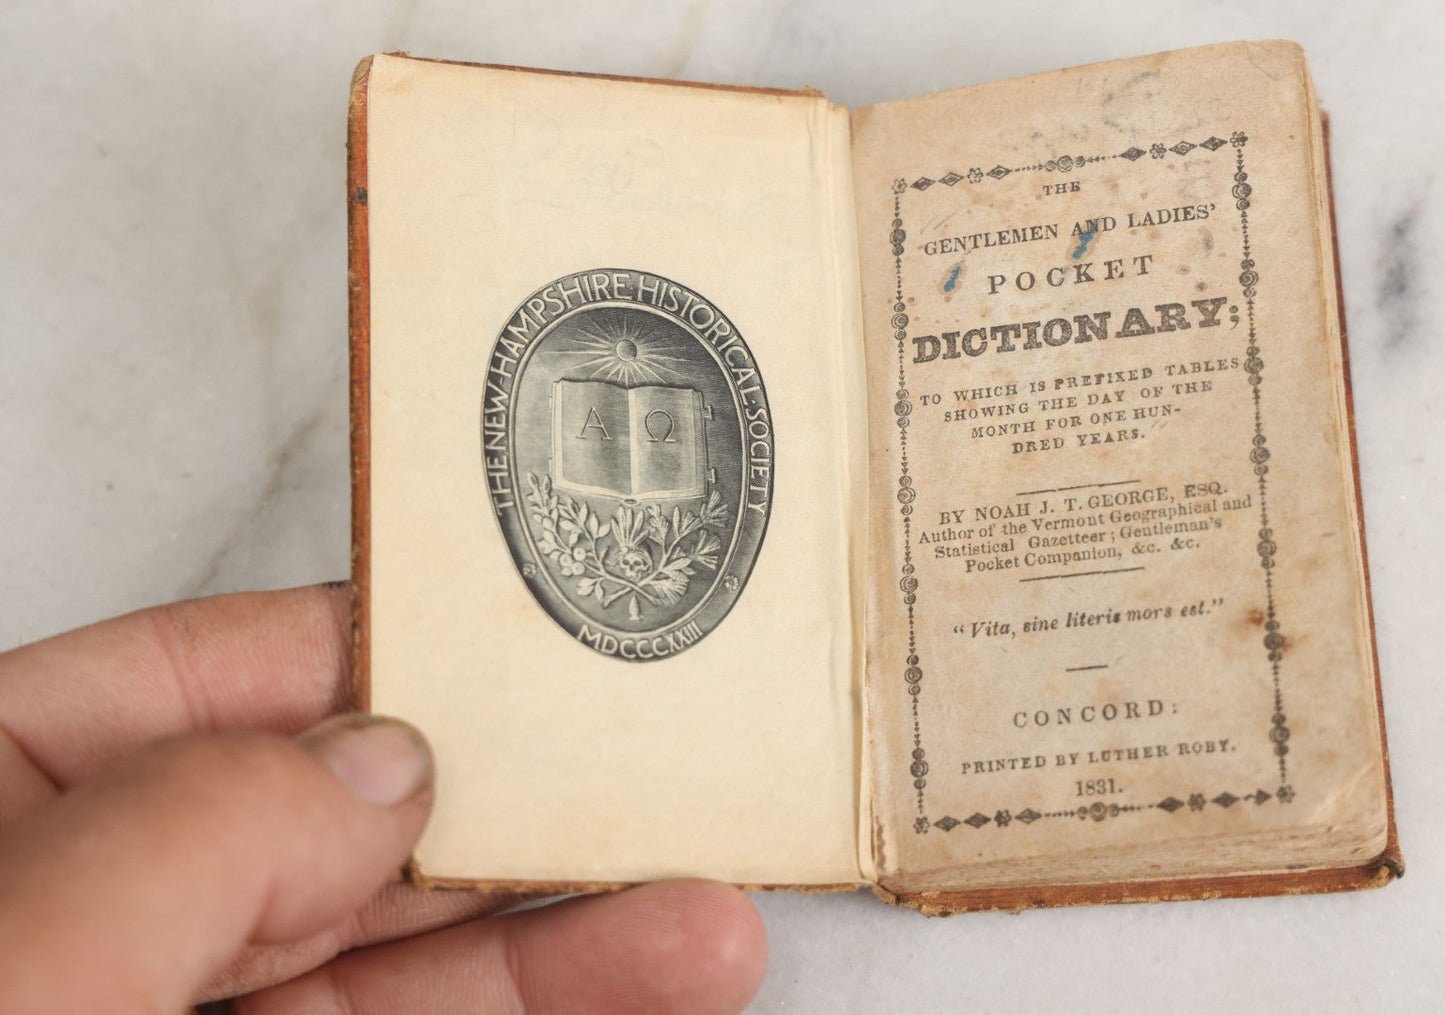 THE NEW HAMPSHIRE HISTORICAL SOCIETY
Α Ω
MDCCCXXIII
THE
GENTLEMEN AND LADIES'
POCKET
DICTIONARY;
TO WHICH IS PREFIXED TABLES
SHOWING THE DAY OF THE
MONTH FOR ONE HUN-
DRED YEARS.
BY NOAH J. T. GEORGE, ESQ.
Author of the Vermont Geographical and
Statistical Gazetteer; Gentleman's
Pocket Companion, &c. &c.
"Vita, sine literis mors est."
CONCORD:
PRINTED BY LUTHER ROBY.
1831.